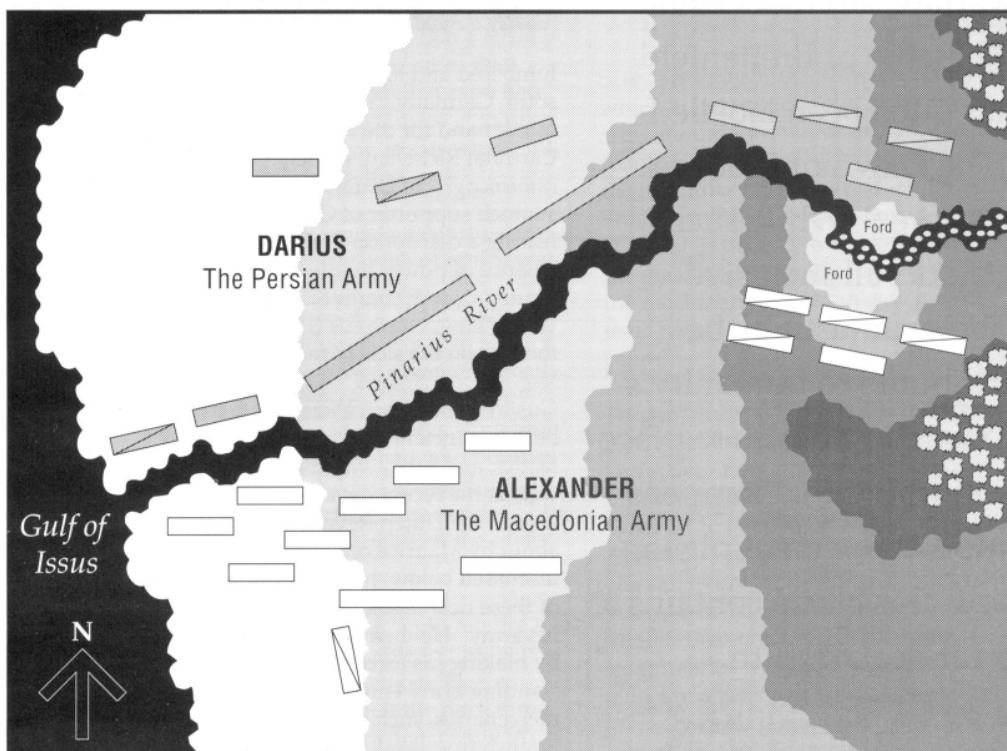 Ford
Ford
DARIUS
The Persian Army
Pinarius River
ALEXANDER
The Macedonian Army
Gulf of
Issus
N